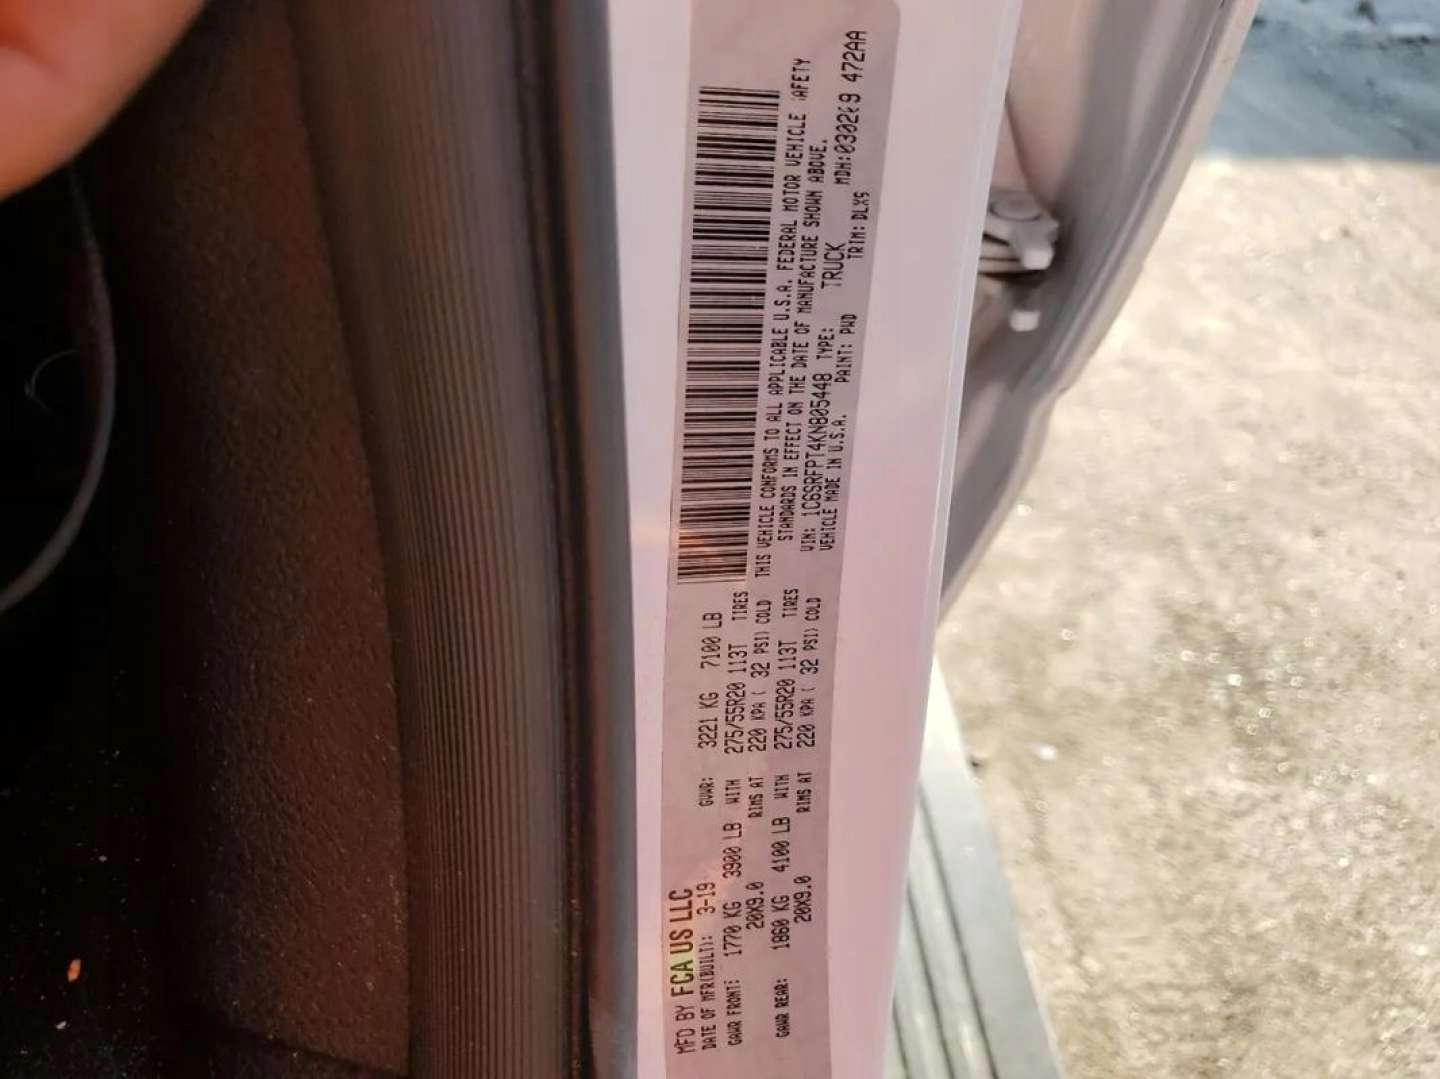 MFD BY FCA US LLC
DATE OF MFR(BUILT): 3-19 GVWR: 3221 KG 7100 LB
GAWR FRONT: 1770 KG 3900 LB WITH 275/55R20 113T TIRES
20X9.0 RIMS AT 220 KPA ( 32 PSI) COLD
GAWR REAR: 1860 KG 4100 LB WITH 275/55R20 113T TIRES
20X9.0 RIMS AT 220 KPA ( 32 PSI) COLD
THIS VEHICLE CONFORMS TO ALL APPLICABLE U.S.A. FEDERAL MOTOR VEHICLE SAFETY
STANDARDS IN EFFECT ON THE DATE OF MANUFACTURE SHOWN ABOVE.
VIN: 1C6SRFPT4KN805448 TYPE: TRUCK
VEHICLE MADE IN U.S.A. PAINT: PWD TRIM: DLX9 MDH: 472AA